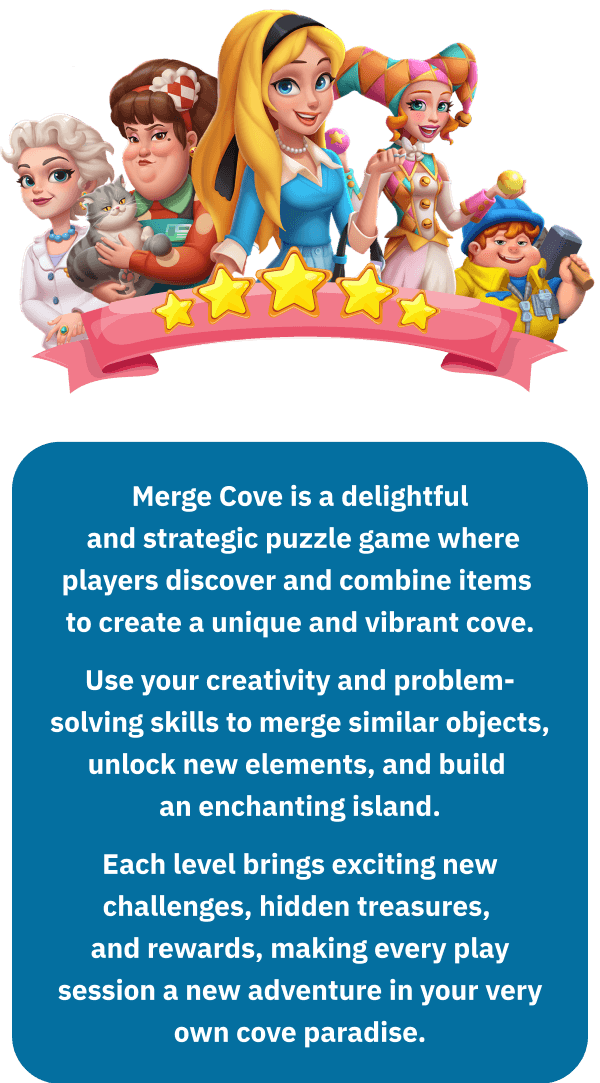 Merge Cove is a delightful
and strategic puzzle game where
players discover and combine items
to create a unique and vibrant cove.
Use your creativity and problem-
solving skills to merge similar objects,
unlock new elements, and build
an enchanting island.
Each level brings exciting new
challenges, hidden treasures,
and rewards, making every play
session a new adventure in your very
own cove paradise.